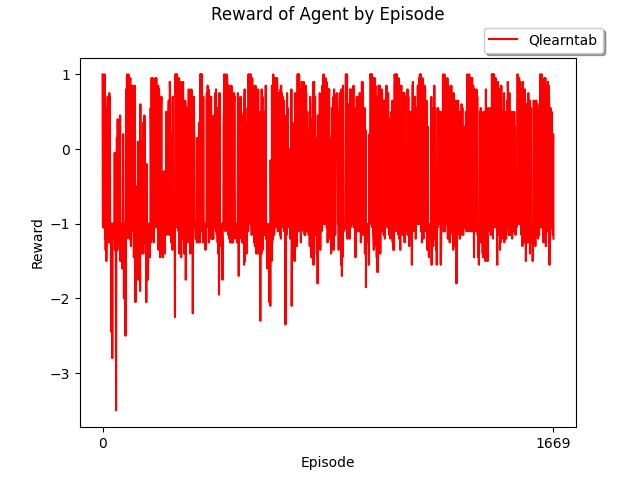 Reward of Agent by Episode
Qlearntab
1
0
−1
−2
−3
Reward
0
1669
Episode